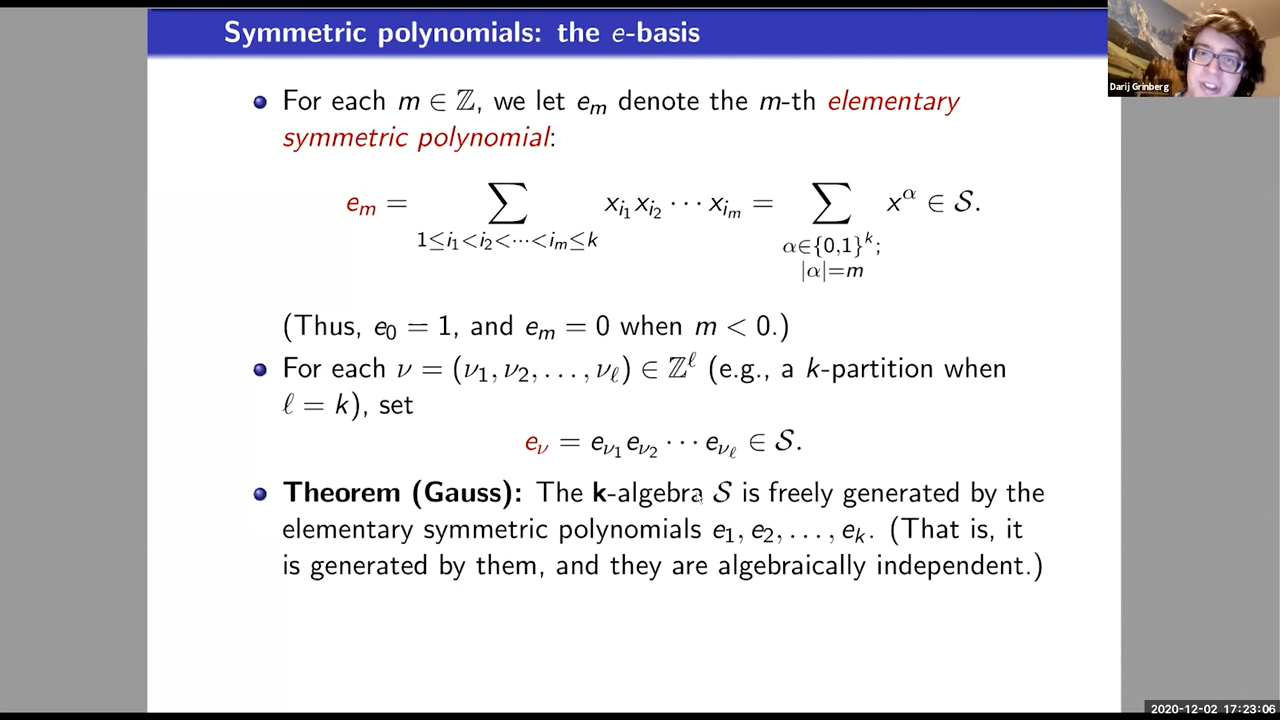 Symmetric polynomials: the e-basis
Darij Grinberg
For each m ∈ ℤ, we let e_m denote the m-th elementary
symmetric polynomial:
e_m = ∑_{1≤i_1<i_2<⋯<i_m≤k} x_{i_1} x_{i_2} ⋯ x_{i_m} = ∑_{α∈{0,1}^k; |α|=m} x^α ∈ 𝒮.
(Thus, e_0 = 1, and e_m = 0 when m < 0.)
For each ν = (ν_1, ν_2, . . . , ν_ℓ) ∈ ℤ^ℓ (e.g., a k-partition when
ℓ = k), set
e_ν = e_{ν_1} e_{ν_2} ⋯ e_{ν_ℓ} ∈ 𝒮.
Theorem (Gauss): The k-algebra 𝒮 is freely generated by the
elementary symmetric polynomials e_1, e_2, . . . , e_k. (That is, it
is generated by them, and they are algebraically independent.)
2020-12-02 17:23:06